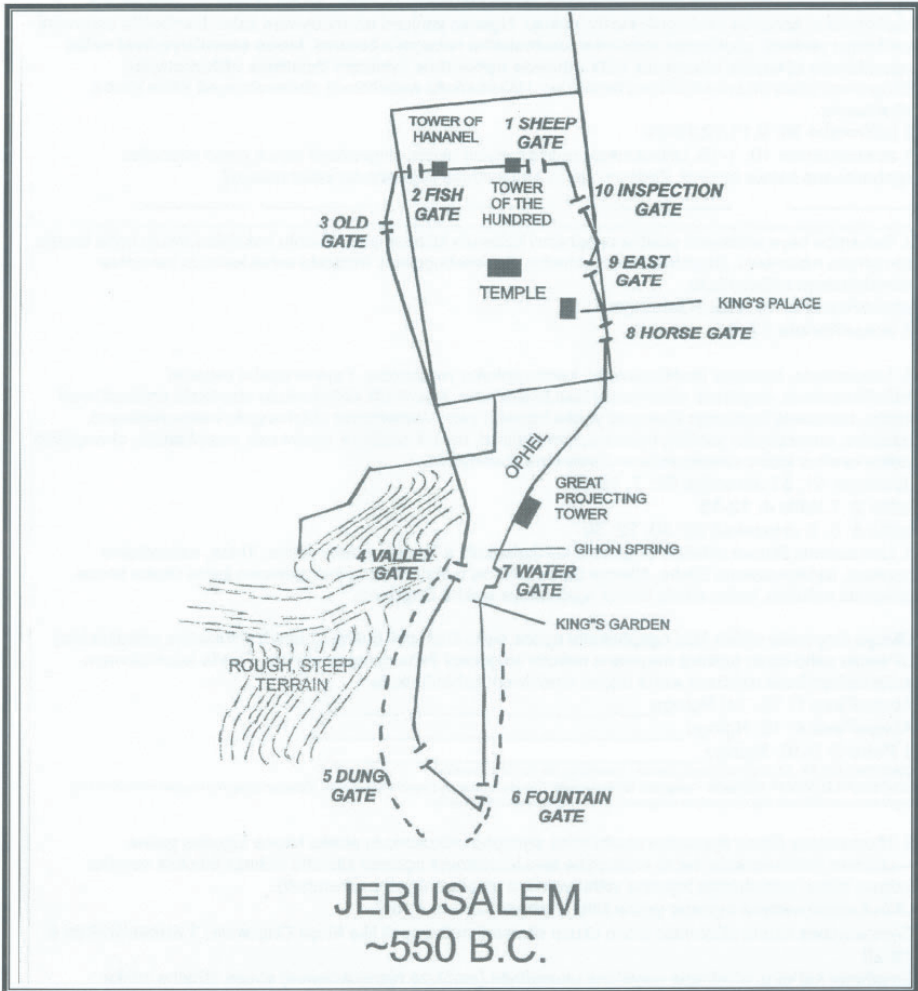 TOWER OF
HANANEL
1 SHEEP
GATE
2 FISH
GATE
TOWER
OF THE
HUNDRED
10 INSPECTION
GATE
3 OLD
GATE
9 EAST
GATE
TEMPLE
KING'S PALACE
8 HORSE GATE
OPHEL
GREAT
PROJECTING
TOWER
GIHON SPRING
4 VALLEY
GATE
7 WATER
GATE
KING"S GARDEN
ROUGH, STEEP
TERRAIN
5 DUNG
GATE
6 FOUNTAIN
GATE
JERUSALEM
~550 B.C.